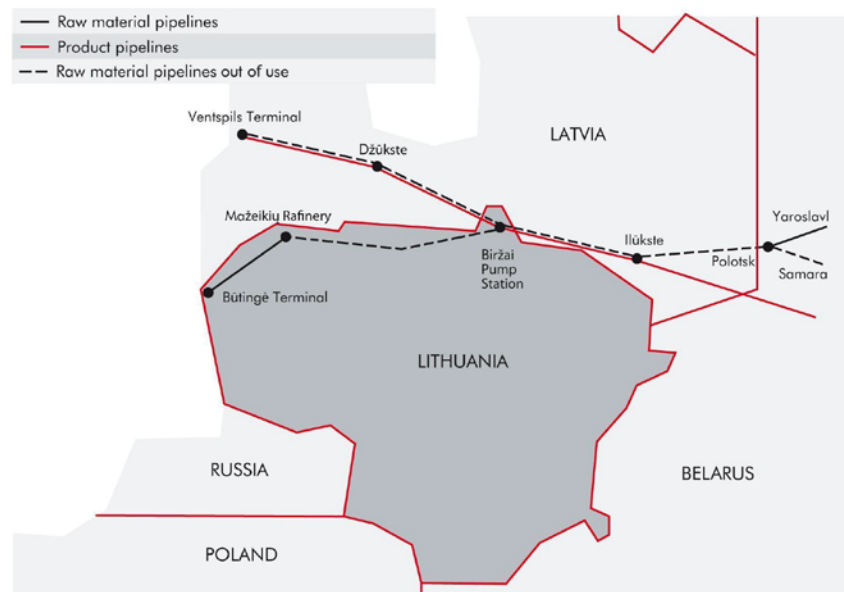 Raw material pipelines
Product pipelines
Raw material pipelines out of use
Ventspils Terminal
Džūkste
LATVIA
Mažeikių Rafinery
Yaroslavl
Ilūkste
Biržai
Pump
Station
Polotsk
Samara
Būtingė Terminal
LITHUANIA
RUSSIA
BELARUS
POLAND